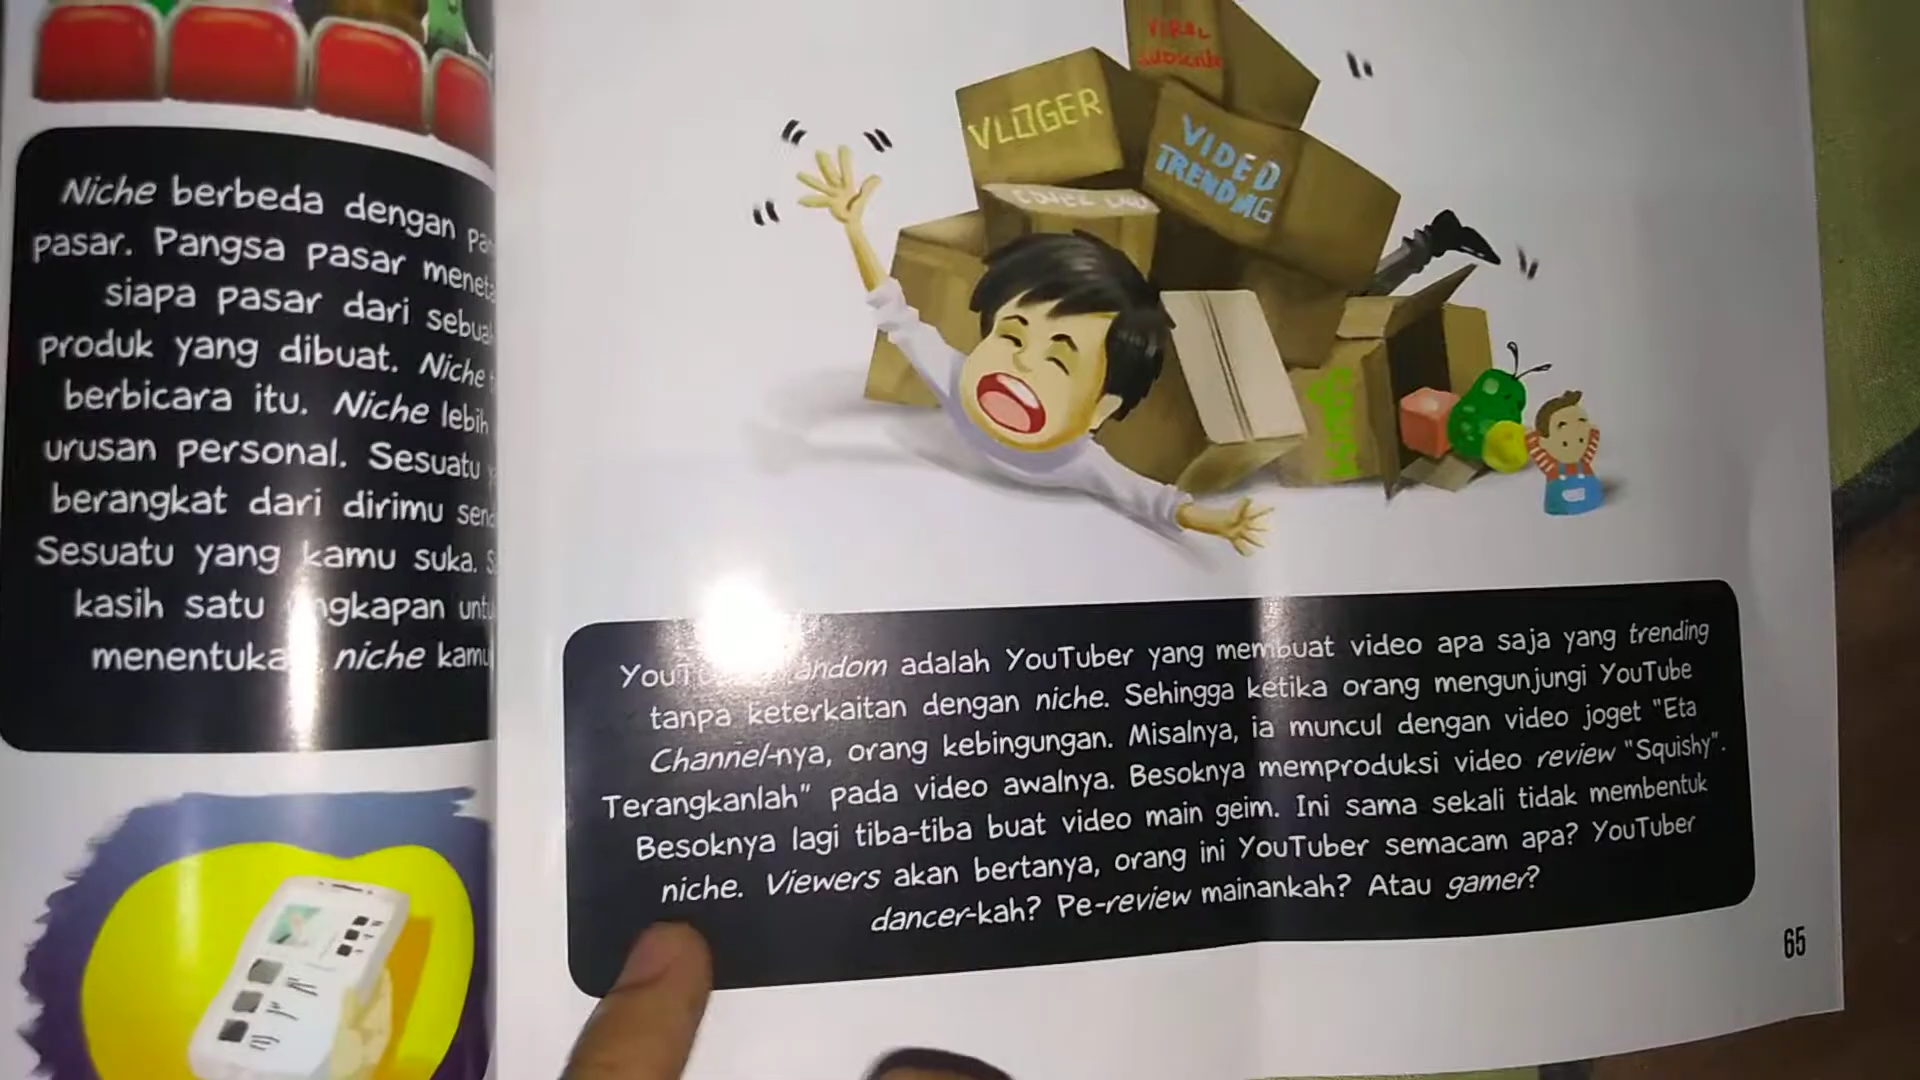 Niche berbeda dengan
pasar. Pangsa pasar
siapa pasar dari
produk yang dibuat. Niche
berbicara itu. Niche lebih
urusan personal. Sesuatu
berangkat dari dirimu
Sesuatu yang kamu suka.
kasih satu
niche kamu
VIRAL
SUBSCRIBE
VLOGER
VIDEO
TRENDING
adalah YouTuber yang membuat video apa saja yang trending
tanpa keterkaitan dengan niche. Sehingga ketika orang mengunjungi YouTube
Channel-nya, orang kebingungan. Misalnya, ia muncul dengan video joget "Eta
Terangkanlah" pada video awalnya. Besoknya memproduksi video review "Squishy".
Besoknya lagi tiba-tiba buat video main geim. Ini sama sekali tidak membentuk
niche. Viewers akan bertanya, orang ini YouTuber semacam apa? YouTuber
dancer-kah? Pe-review mainankah? Atau gamer?
65